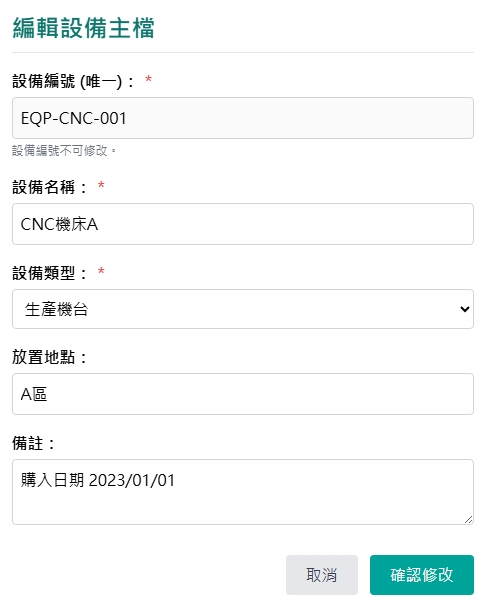 編輯設備主檔
設備編號 (唯一)： *
EQP-CNC-001
設備編號不可修改。
設備名稱： *
CNC機床A
設備類型： *
生產機台
放置地點：
A區
備註：
購入日期 2023/01/01
取消
確認修改